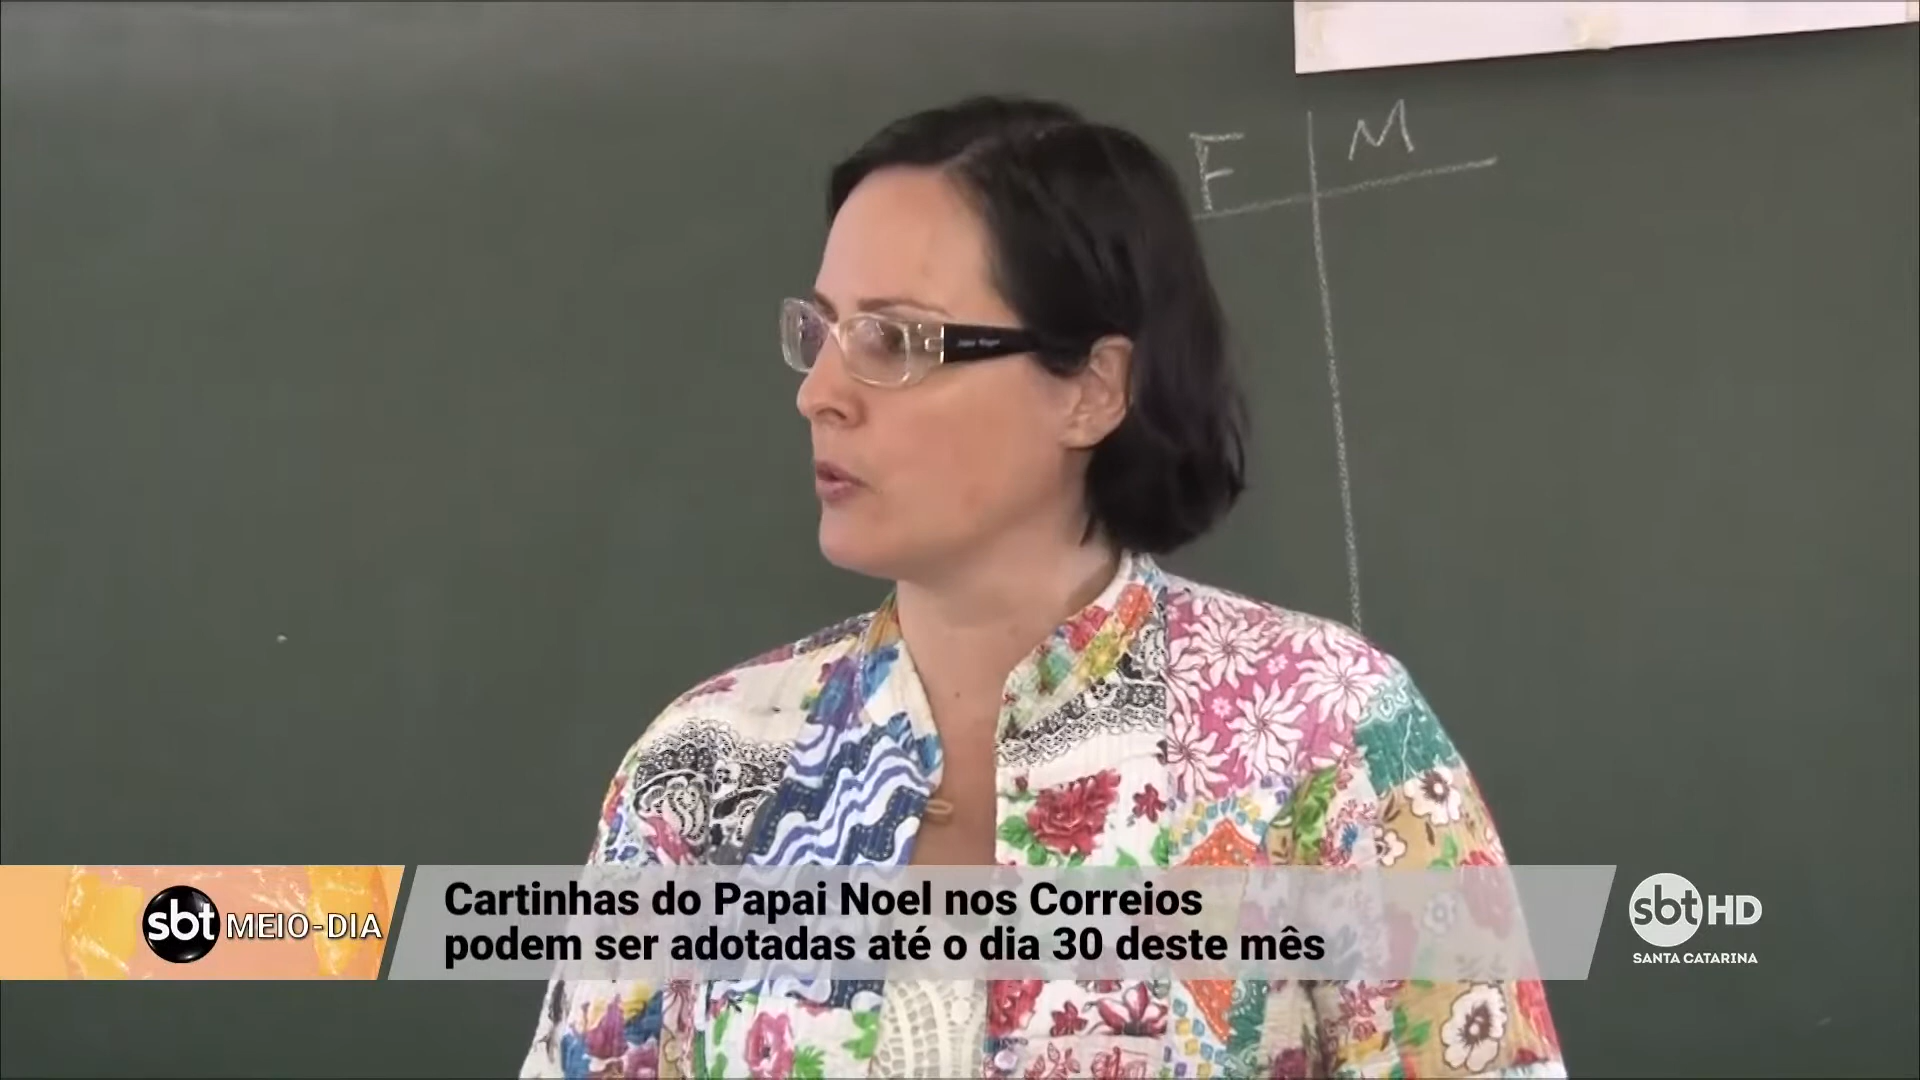 F M
Cartinhas do Papai Noel nos Correios
podem ser adotadas até o dia 30 deste mês
sbt MEIO-DIA
sbt HD
SANTA CATARINA